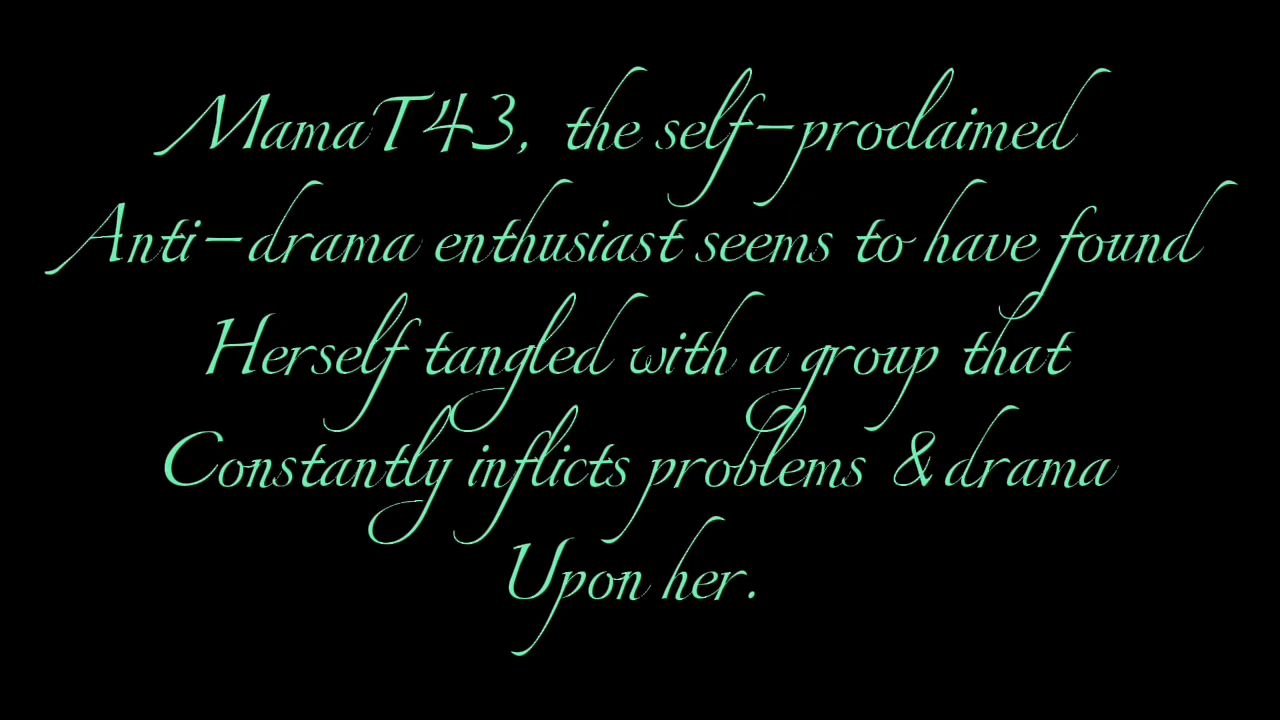 MamaT43, the self-proclaimed
Anti-drama enthusiast seems to have found
Herself tangled with a group that
Constantly inflicts problems & drama
Upon her.